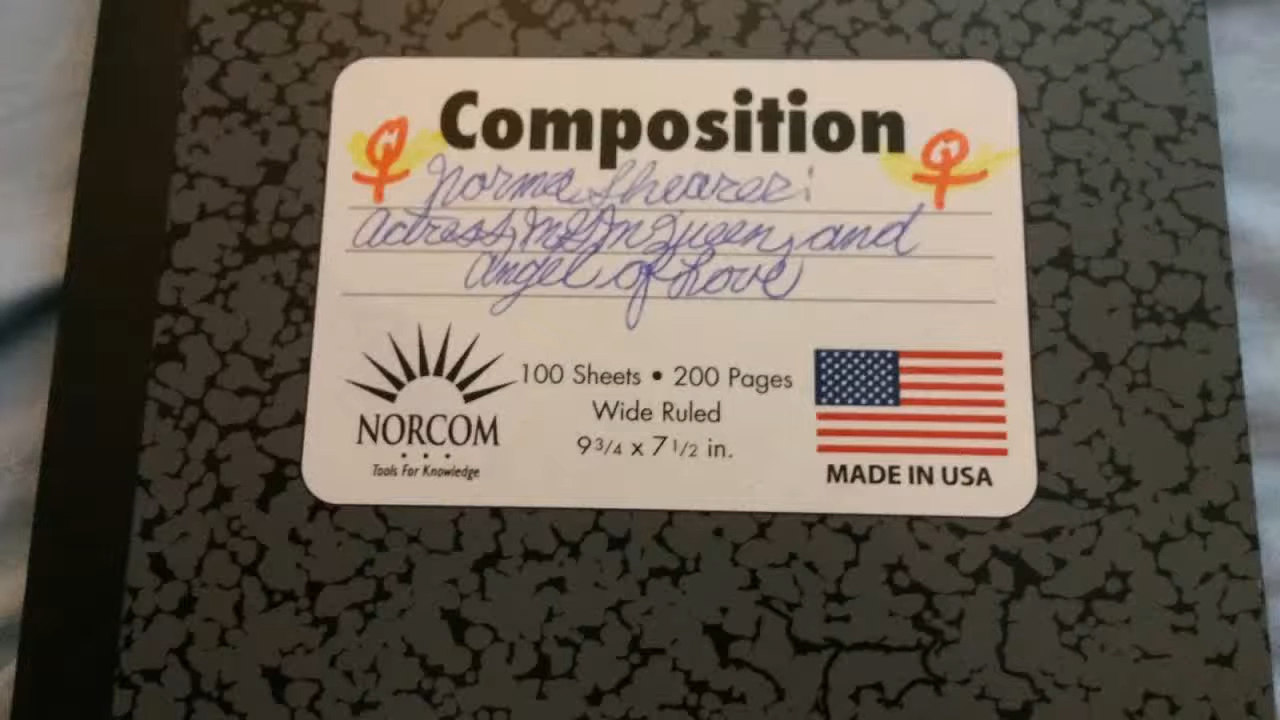 Composition
Norma Shearer:
Actress, MGM Queen, and
Angel of Love
NORCOM
Tools For Knowledge
100 Sheets • 200 Pages
Wide Ruled
9 3/4 x 7 1/2 in.
MADE IN USA